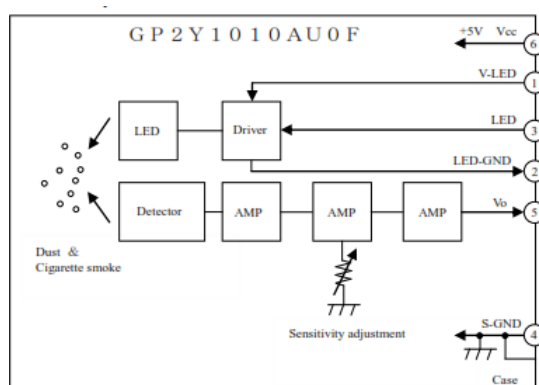 GP2Y1010AU0F
+5V Vcc
6
V-LED
1
LED
3
LED
Driver
LED-GND
2
Detector
AMP
AMP
AMP
Vo
5
Dust &
Cigarette smoke
Sensitivity adjustment
S-GND
4
Case